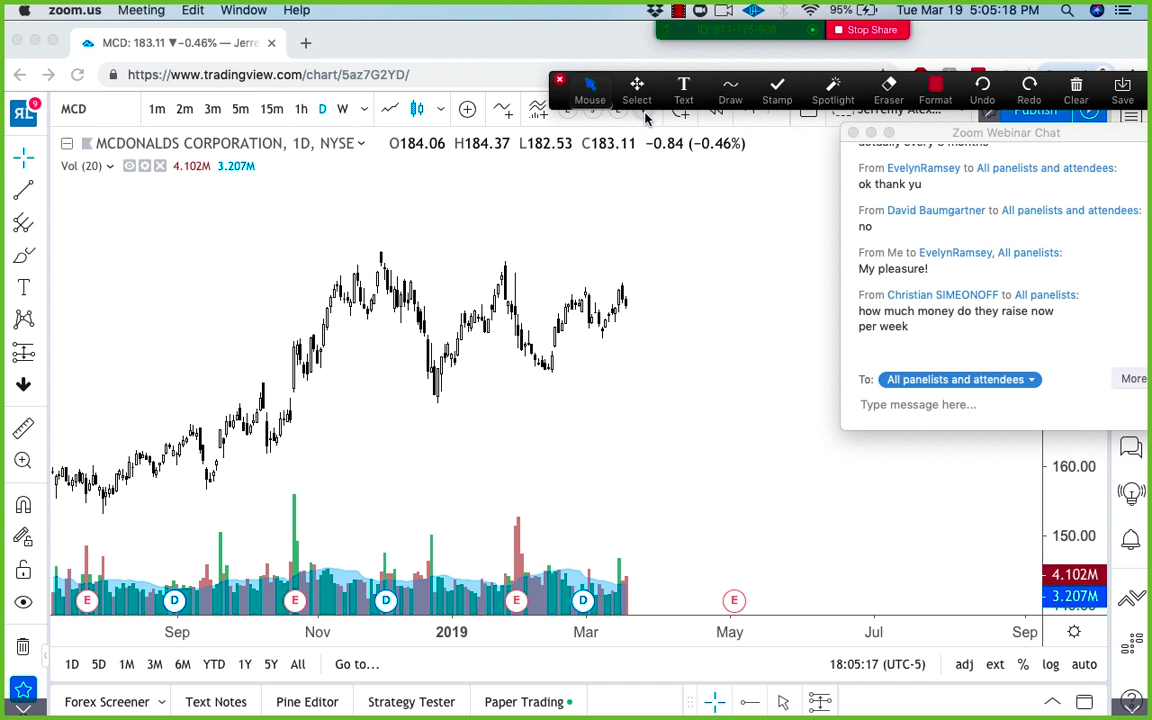 zoom.us Meeting Edit Window Help 95% Tue Mar 19 5:05:18 PM
ID: 911-175-938 Stop Share
MCD: 183.11 ▼−0.46% — Jerre
https://www.tradingview.com/chart/5az7G2YD/
Mouse Select Text Draw Stamp Spotlight Eraser Format Undo Redo Clear Save
9
MCD 1m 2m 3m 5m 15m 1h D W Jerremy Alex... Publish
Zoom Webinar Chat
MCDONALDS CORPORATION, 1D, NYSE O184.06 H184.37 L182.53 C183.11 −0.84 (−0.46%)
Vol (20) 4.102M 3.207M
From EvelynRamsey to All panelists and attendees:
ok thank yu
From David Baumgartner to All panelists and attendees:
no
From Me to EvelynRamsey, All panelists:
My pleasure!
From Christian SIMEONOFF to All panelists:
how much money do they raise now
per week
To: All panelists and attendees More
Type message here...
160.00
150.00
4.102M
3.207M
E D E D E D E
Sep Nov 2019 Mar May Jul Sep
1D 5D 1M 3M 6M YTD 1Y 5Y All Go to... 18:05:17 (UTC-5) adj ext % log auto
Forex Screener Text Notes Pine Editor Strategy Tester Paper Trading